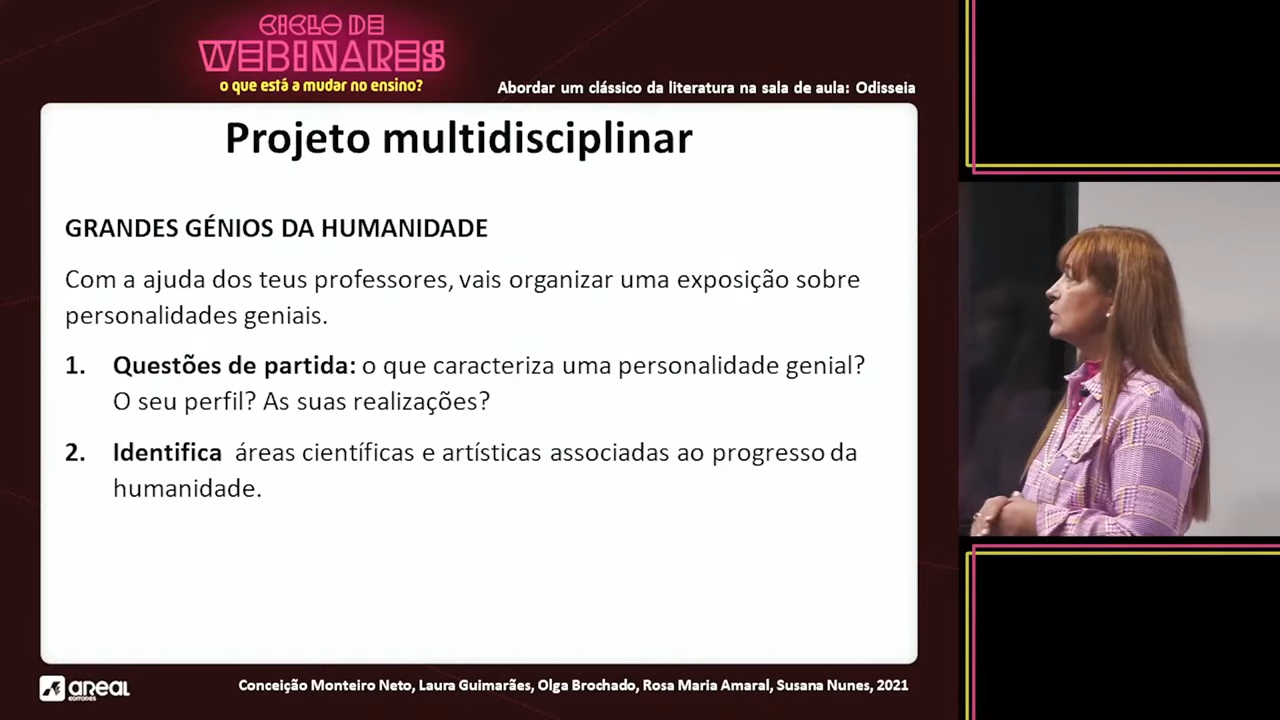 CICLO DE
WEBINARES
o que está a mudar no ensino?
Abordar um clássico da literatura na sala de aula: Odisseia
Projeto multidisciplinar
GRANDES GÉNIOS DA HUMANIDADE
Com a ajuda dos teus professores, vais organizar uma exposição sobre
personalidades geniais.
1. Questões de partida: o que caracteriza uma personalidade genial?
O seu perfil? As suas realizações?
2. Identifica áreas científicas e artísticas associadas ao progresso da
humanidade.
AREAL
EDITORES
Conceição Monteiro Neto, Laura Guimarães, Olga Brochado, Rosa Maria Amaral, Susana Nunes, 2021